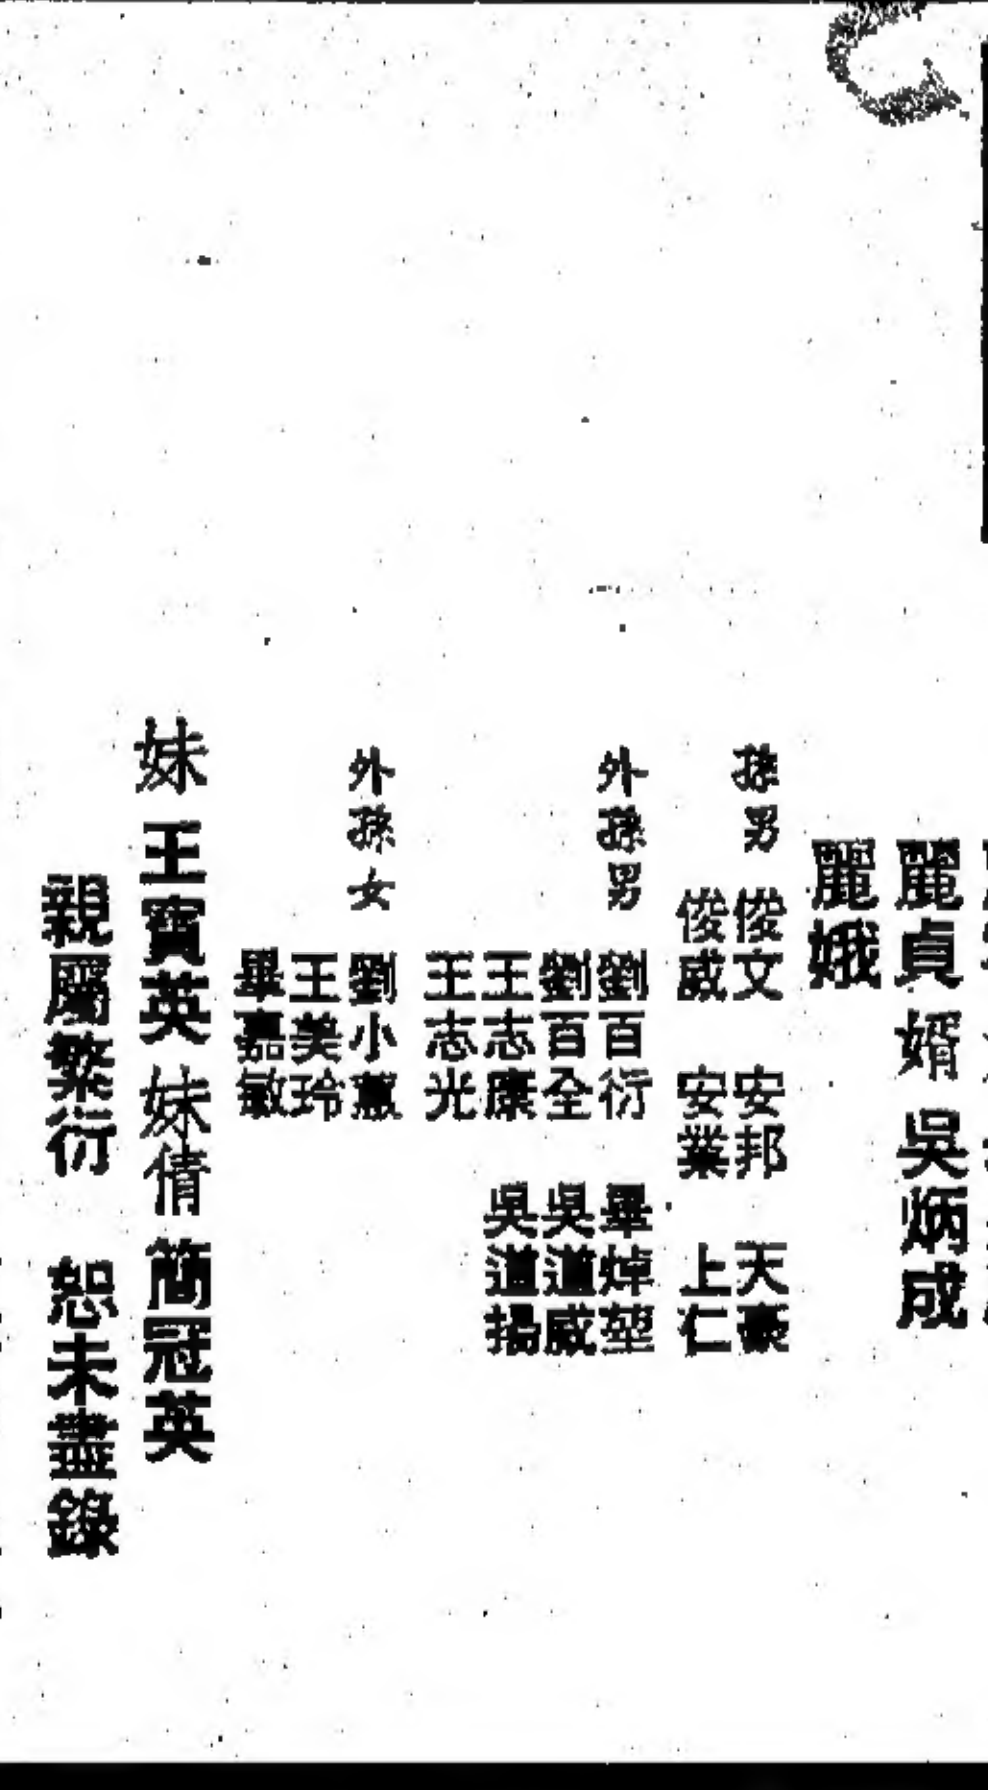 麗貞 婿 吳炳成
麗娥
孫男 俊文 安邦 天豪
俊威 安業 上仁
外孫男 劉百衍 畢焯堃
劉百全 吳道威
王志康 吳道揚
王志光
外孫女 劉小蕙
王美玲
畢嘉敏
妹 王寶英 妹倩 簡冠英
親屬繁衍 恕未盡錄